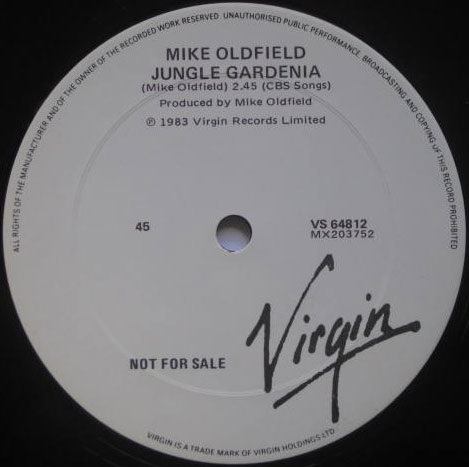 ALL RIGHTS OF THE MANUFACTURER AND OF THE OWNER OF THE RECORDED WORK RESERVED UNAUTHORISED PUBLIC PERFORMANCE BROADCASTING AND COPYING OF THIS RECORD PROHIBITED
MIKE OLDFIELD
JUNGLE GARDENIA
(Mike Oldfield) 2.45 (CBS Songs)
Produced by Mike Oldfield
℗ 1983 Virgin Records Limited
45
VS 64812
MX203752
Virgin
NOT FOR SALE
VIRGIN IS A TRADE MARK OF VIRGIN HOLDINGS LTD